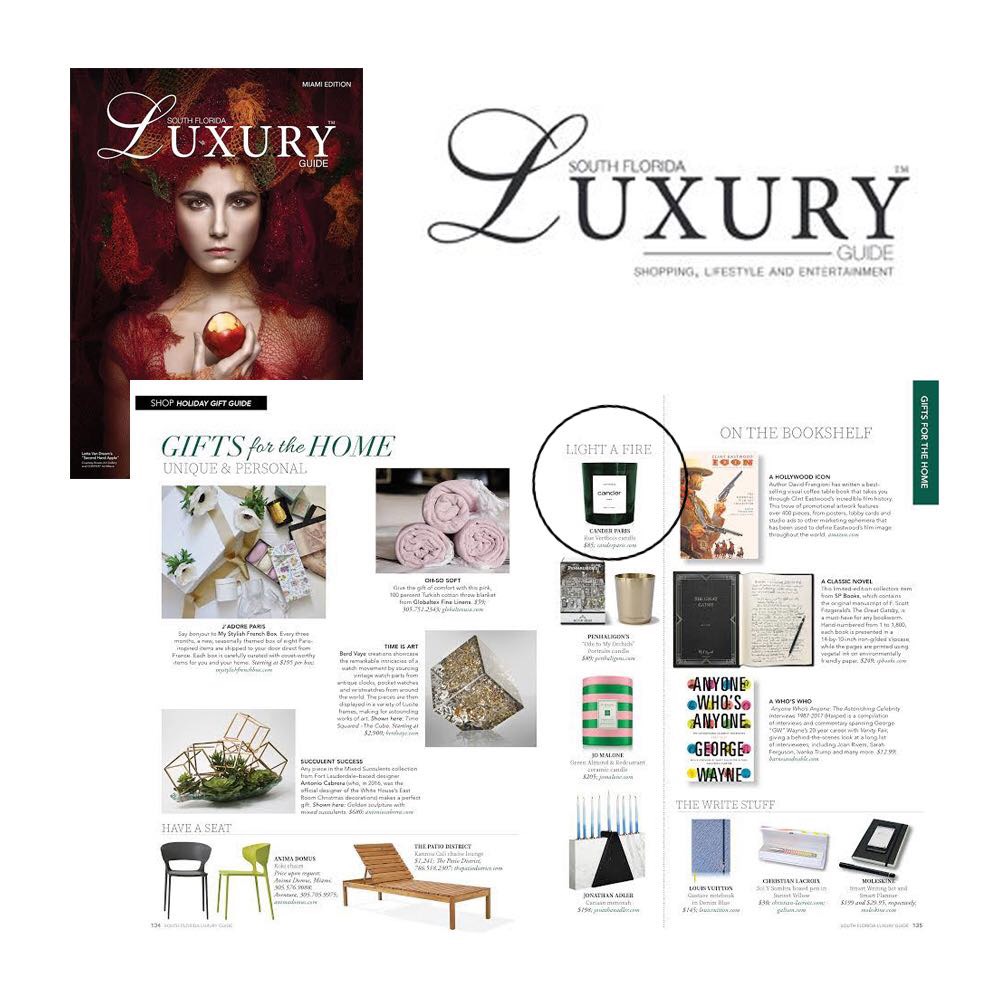 MIAMI EDITION
SOUTH FLORIDA
LUXURY™
GUIDE
SOUTH FLORIDA
LUXURY™
GUIDE
SHOPPING, LIFESTYLE AND ENTERTAINMENT
"Second Hand Apple"
SHOP HOLIDAY GIFT GUIDE
GIFTS for the HOME
UNIQUE & PERSONAL
J'ADORE PARIS
Say bonjour to My Stylish French Box. Every three
months, a new, seasonally themed box of eight Paris-
inspired items are shipped to your door direct from
France. Each box is carefully curated with covet-worthy
items for you and your home. Starting at $195 per box;
mystylishfrenchbox.com
OH-SO SOFT
Give the gift of comfort with this pink,
100 percent Turkish cotton throw blanket
from Globaltex Fine Linens. $39;
305.751.2343; globaltexusa.com
TIME IS ART
Berd Vaye creations showcase
the remarkable intricacies of a
watch movement by sourcing
vintage watch parts from
antique clocks, pocket watches
and wristwatches from around
the world. The pieces are then
displayed in a variety of Lucite
frames, making for astounding
works of art. Shown here: Time
Squared -The Cube. Starting at
$2,900; berdvaye.com
SUCCULENT SUCCESS
Any piece in the Mixed Succulents collection
from Fort Lauderdale-based designer
Antonio Cabrera (who, in 2016, was the
official designer of the White House's East
Room Christmas decorations) makes a perfect
gift. Shown here: Golden sculpture with
mixed succulents. $680;
HAVE A SEAT
ANIMA DOMUS
Koki chairs
Price upon request;
Anima Domus, Miami,
305.576.9088;
Aventura, 305.705.9975;
animadomus.com
THE PATIO DISTRICT
Kannoa Cali chaise lounge
$1,241; The Patio District,
786.518.2307; thepatiodistrict.com
134 SOUTH FLORIDA LUXURY GUIDE
LIGHT A FIRE
cander
CANDER PARIS
Rue Vertbois candle
$85; canderparis.com
PENHALIGON'S
PENHALIGON'S
"Ode to My Orchids"
Portraits candle
$89; penhaligons.com
JO MALONE
Green Almond & Redcurrant
ceramic candle
$205; jomalone.com
JONATHAN ADLER
Canaan menorah
$198; jonathanadler.com
GIFTS FOR THE HOME
ON THE BOOKSHELF
CLINT EASTWOOD
ICON
A HOLLYWOOD ICON
Author David Frangioni has written a best-
selling visual coffee table book that takes you
through Clint Eastwood's incredible film history.
This trove of promotional artwork features
over 400 pieces, from posters, lobby cards and
studio ads to other marketing ephemera that
has been used to define Eastwood's film image
throughout the world. amazon.com
THE GREAT
GATSBY
A CLASSIC NOVEL
This limited-edition collectors item
from SP Books, which contains
the original manuscript of F. Scott
Fitzgerald's The Great Gatsby, is
a must-have for any bookworm.
Hand-numbered from 1 to 1,800,
each book is presented in a
14-by-10-inch iron-gilded slipcase,
while the pages are printed using
vegetal ink on environmentally
friendly paper. $208; spbooks.com
ANYONE
WHO'S
ANYONE
GEORGE
WAYNE
A WHO'S WHO
Anyone Who's Anyone: The Astonishing Celebrity
Interviews 1987-2017 (Harper) is a compilation
of interviews and commentary spanning George
"GW" Wayne's 20 year career with Vanity Fair,
giving a behind-the-scenes look at a long list
of interviewees, including Joan Rivers, Sarah
Ferguson, Ivanka Trump and many more. $12.99;
barnesandnoble.com
THE WRITE STUFF
LOUIS VUITTON
Gustave notebook
in Denim Blue
$145; louisvuitton.com
CHRISTIAN LACROIX
Sol Y Sombra boxed pen in
Sunset Yellow
$36; christian-lacroix.com;
galison.com
MOLESKINE
Smart Writing Set and
Smart Planner
$199 and $29.95, respectively;
moleskine.com
SOUTH FLORIDA LUXURY GUIDE 135